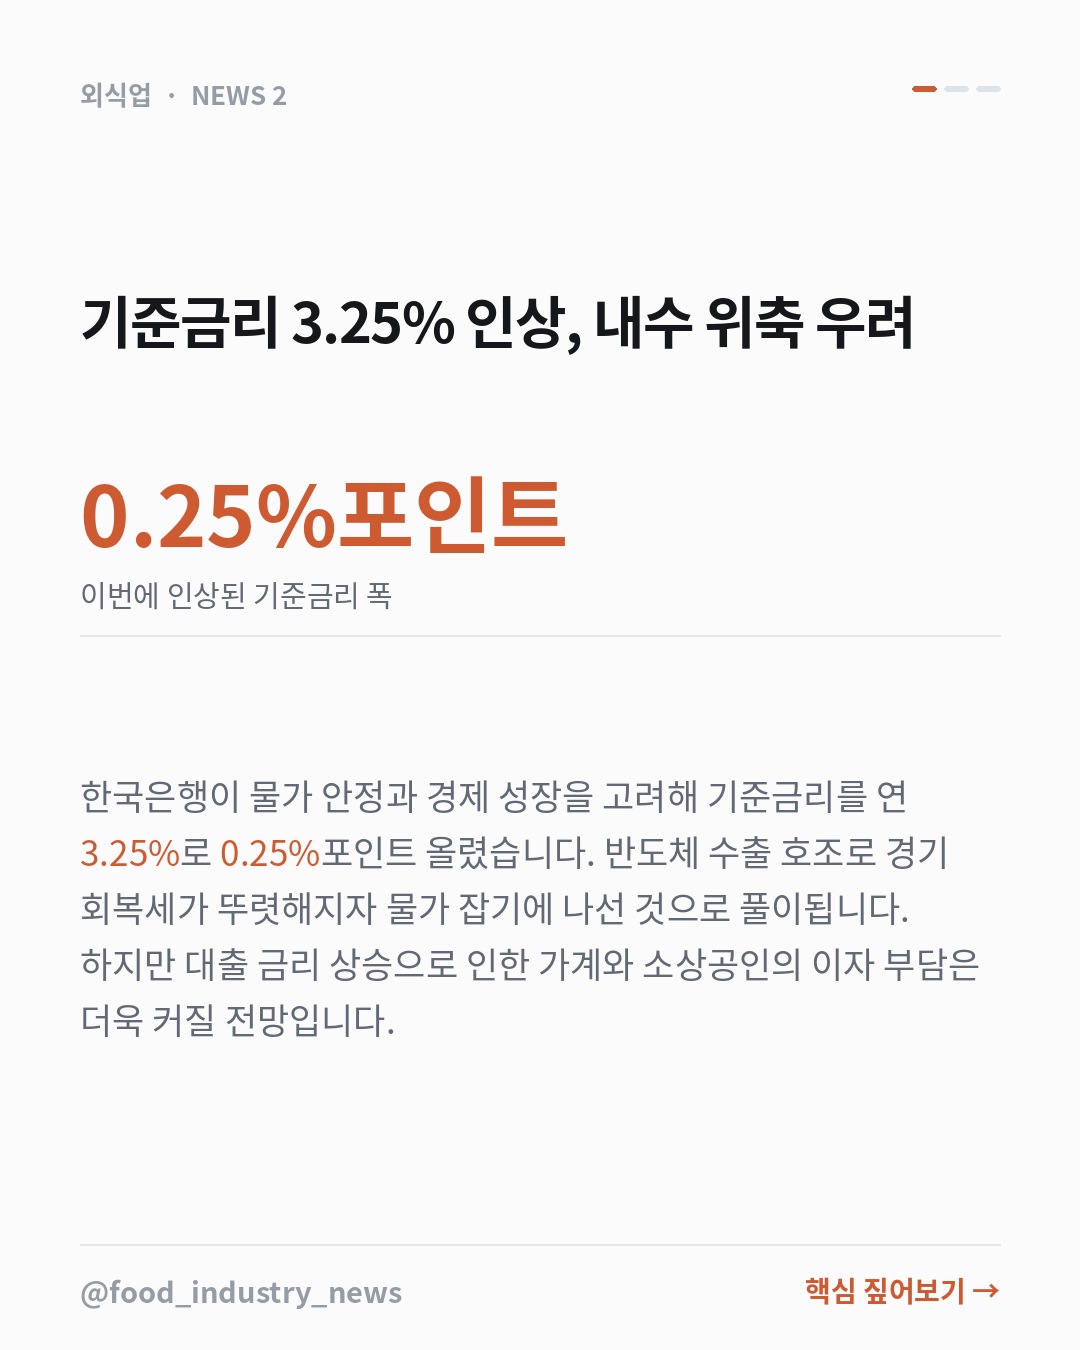 외식업 · NEWS 2
기준금리 3.25% 인상, 내수 위축 우려
0.25%포인트
이번에 인상된 기준금리 폭
한국은행이 물가 안정과 경제 성장을 고려해 기준금리를 연
3.25%로 0.25%포인트 올렸습니다. 반도체 수출 호조로 경기
회복세가 뚜렷해지자 물가 잡기에 나선 것으로 풀이됩니다.
하지만 대출 금리 상승으로 인한 가계와 소상공인의 이자 부담은
더욱 커질 전망입니다.
@food_industry_news
핵심 짚어보기 →